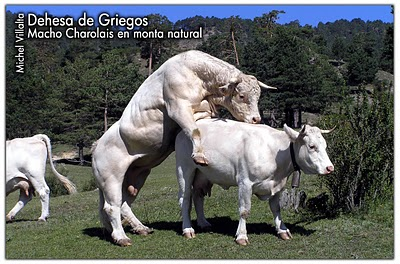 Dehesa de Griegos
Macho Charolais en monta natural
Michel Villalta